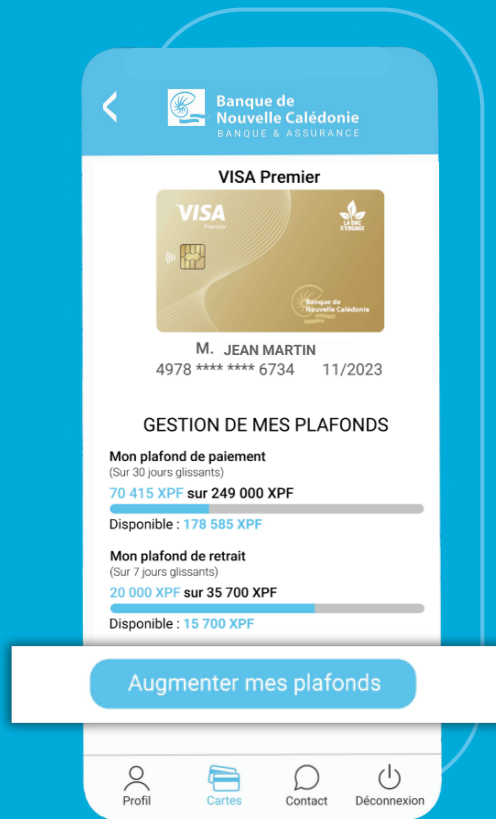 Banque de
Nouvelle Calédonie
BANQUE & ASSURANCE
VISA Premier
VISA
Premier
LA BNC
S'ENGAGE
Banque de
Nouvelle Calédonie
M. JEAN MARTIN
4978 **** **** 6734 11/2023
GESTION DE MES PLAFONDS
Mon plafond de paiement
(Sur 30 jours glissants)
70 415 XPF sur 249 000 XPF
Disponible : 178 585 XPF
Mon plafond de retrait
(Sur 7 jours glissants)
20 000 XPF sur 35 700 XPF
Disponible : 15 700 XPF
Augmenter mes plafonds
Profil Cartes Contact Déconnexion